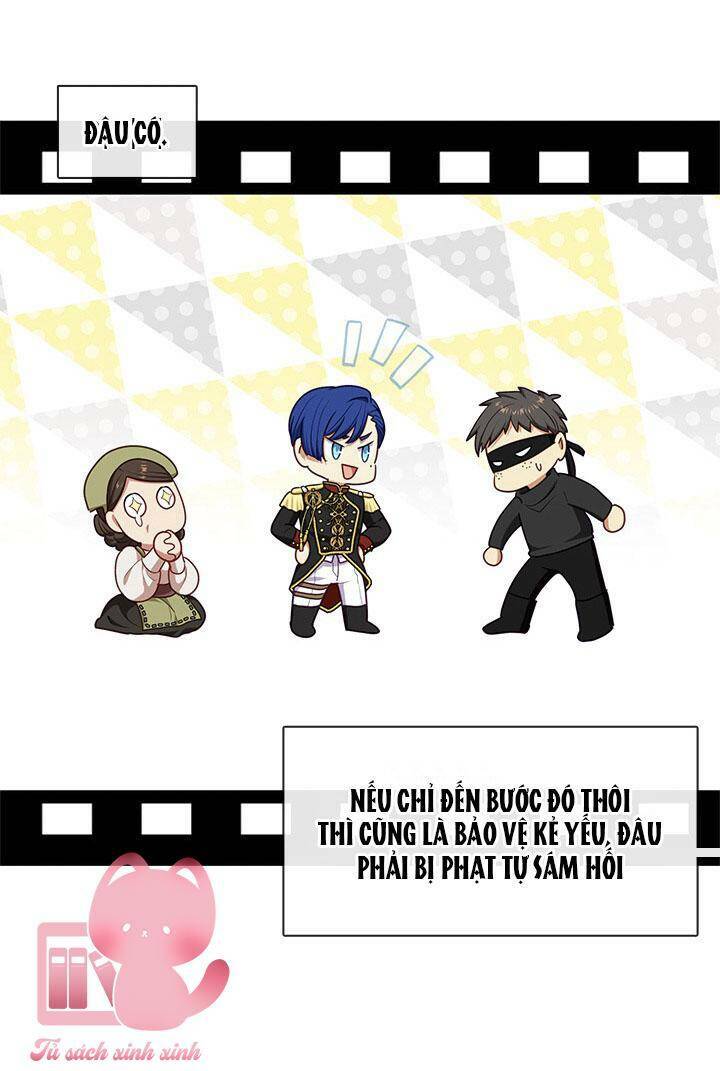 ĐẬU CÓ.
NẾU CHỈ ĐẾN BƯỚC ĐÓ THÔI
THÌ CŨNG LÀ BẢO VỆ KẺ YẾU, ĐÂU
PHẢI BỊ PHẠT TỰ SÁM HỐI
Tủ sách xinh xinh